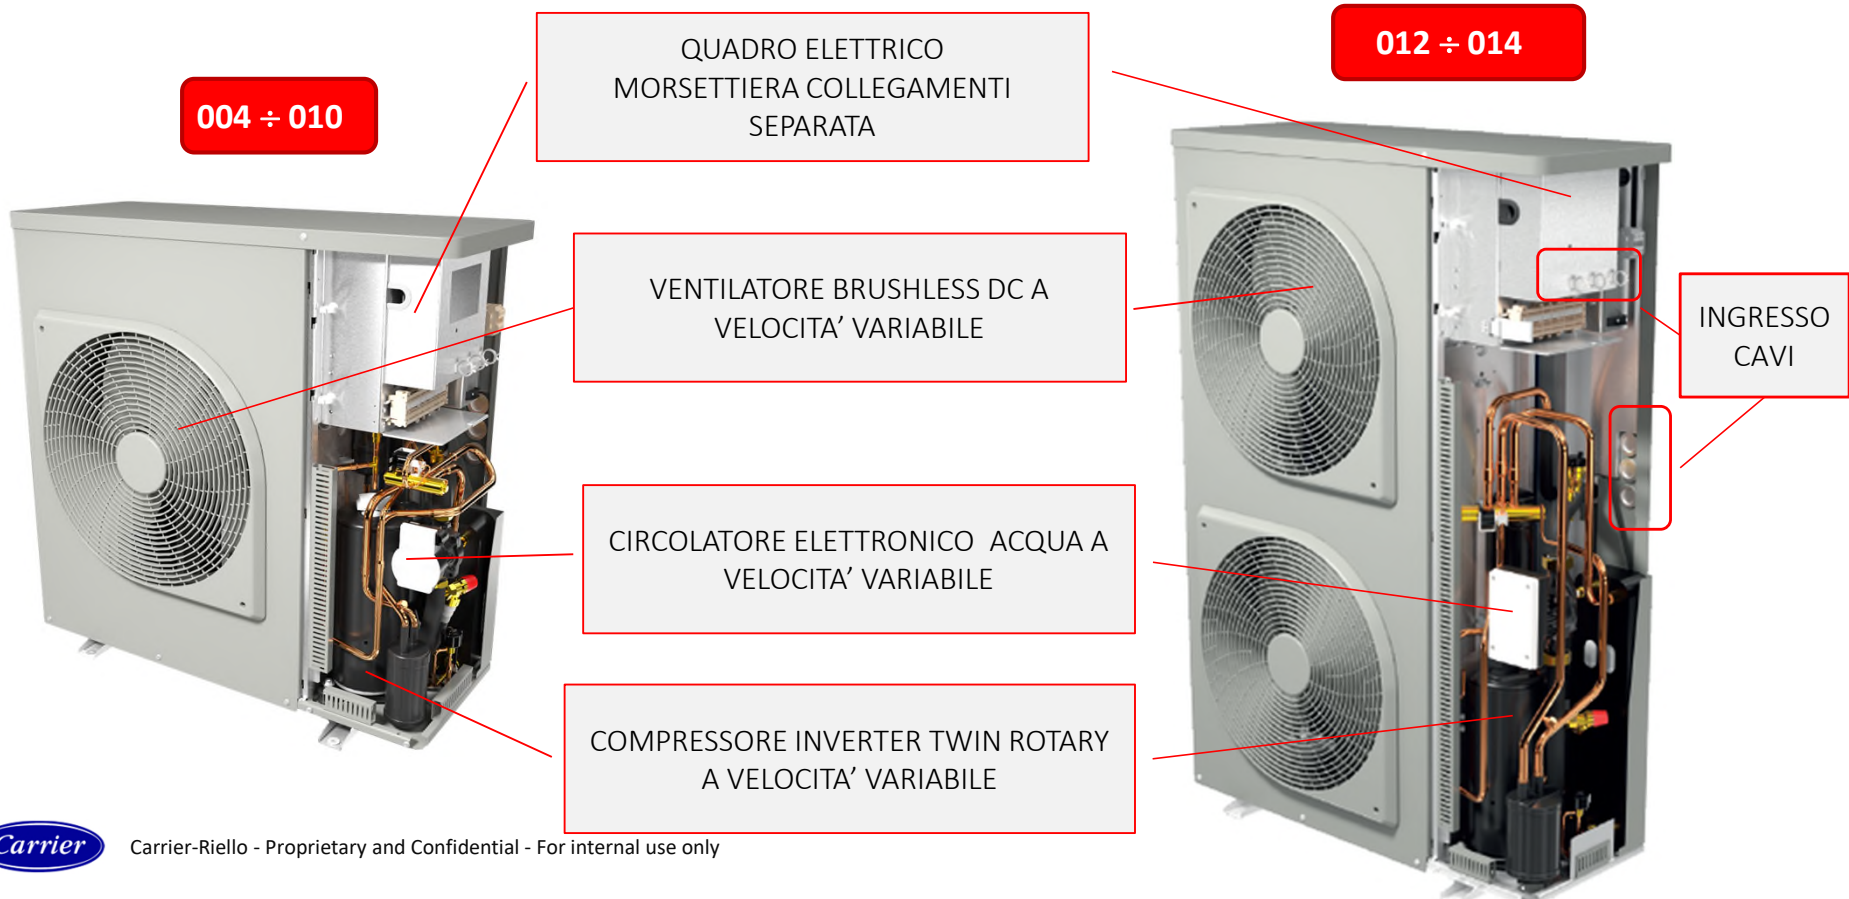 004 ÷ 010
QUADRO ELETTRICO
MORSETTIERA COLLEGAMENTI
SEPARATA
012 ÷ 014
VENTILATORE BRUSHLESS DC A
VELOCITA’ VARIABILE
INGRESSO
CAVI
CIRCOLATORE ELETTRONICO  ACQUA A
VELOCITA’ VARIABILE
COMPRESSORE INVERTER TWIN ROTARY
A VELOCITA’ VARIABILE
Carrier
Carrier-Riello - Proprietary and Confidential - For internal use only